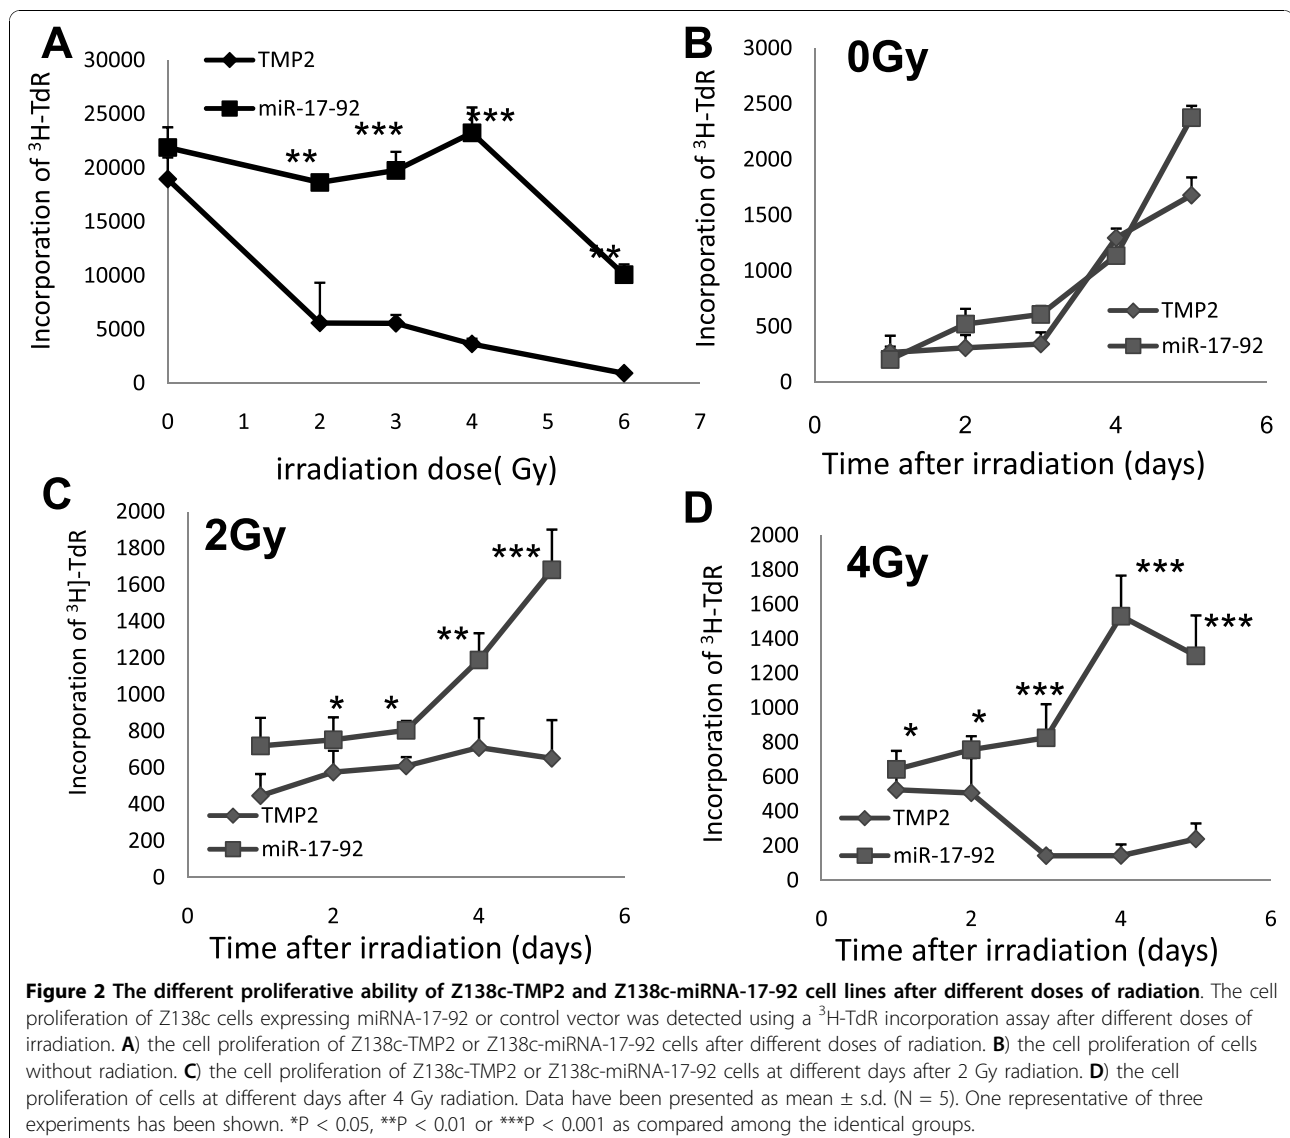 A
TMP2
miR-17-92
Incorporation of ³H-TdR
30000
25000
20000
15000
10000
5000
0
**
***
***
**
0 1 2 3 4 5 6 7
irradiation dose( Gy)
B
0Gy
Incorporation of ³H-TdR
3000
2500
2000
1500
1000
500
0
TMP2
miR-17-92
0 2 4 6
Time after irradiation (days)
C
2Gy
Incorporation of ³H]-TdR
2000
1800
1600
1400
1200
1000
800
600
400
200
0
*
*
**
***
TMP2
miR-17-92
0 2 4 6
Time after irradiation (days)
D
4Gy
Incorporation of ³H-TdR
2000
1800
1600
1400
1200
1000
800
600
400
200
0
*
*
***
***
***
TMP2
miR-17-92
0 2 4 6
Time after irradiation (days)
Figure 2 The different proliferative ability of Z138c-TMP2 and Z138c-miRNA-17-92 cell lines after different doses of radiation. The cell
proliferation of Z138c cells expressing miRNA-17-92 or control vector was detected using a ³H-TdR incorporation assay after different doses of
irradiation. A) the cell proliferation of Z138c-TMP2 or Z138c-miRNA-17-92 cells after different doses of radiation. B) the cell proliferation of cells
without radiation. C) the cell proliferation of Z138c-TMP2 or Z138c-miRNA-17-92 cells at different days after 2 Gy radiation. D) the cell
proliferation of cells at different days after 4 Gy radiation. Data have been presented as mean ± s.d. (N = 5). One representative of three
experiments has been shown. *P < 0.05, **P < 0.01 or ***P < 0.001 as compared among the identical groups.